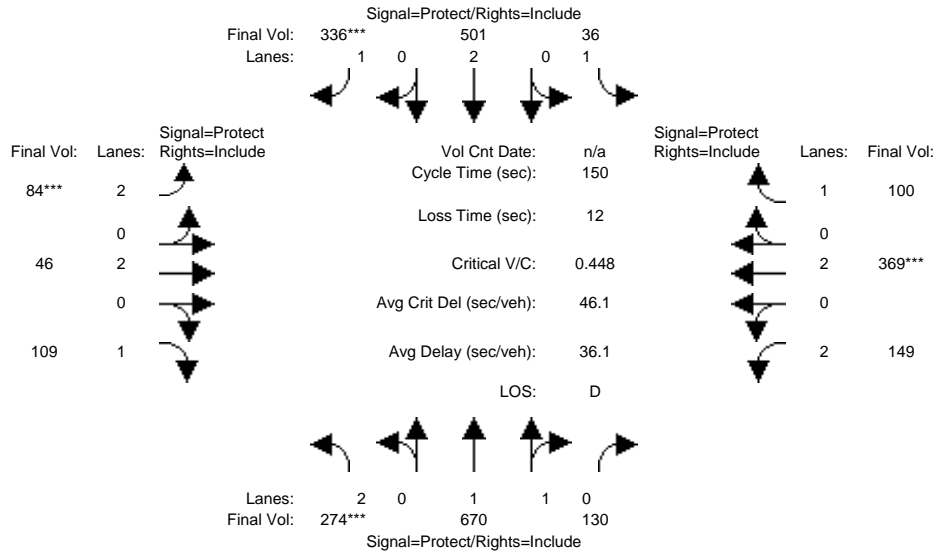 Signal=Protect/Rights=Include
Final Vol: 336*** 501 36
Lanes: 1 0 2 0 1
Signal=Protect
Final Vol: Lanes: Rights=Include
Vol Cnt Date: n/a
Signal=Protect
Rights=Include Lanes: Final Vol:
Cycle Time (sec): 150
84*** 2
1 100
Loss Time (sec): 12
0
0
46 2
Critical V/C: 0.448
2 369***
0
Avg Crit Del (sec/veh): 46.1
0
109 1
Avg Delay (sec/veh): 36.1
2 149
LOS: D
Lanes: 2 0 1 1 0
Final Vol: 274*** 670 130
Signal=Protect/Rights=Include